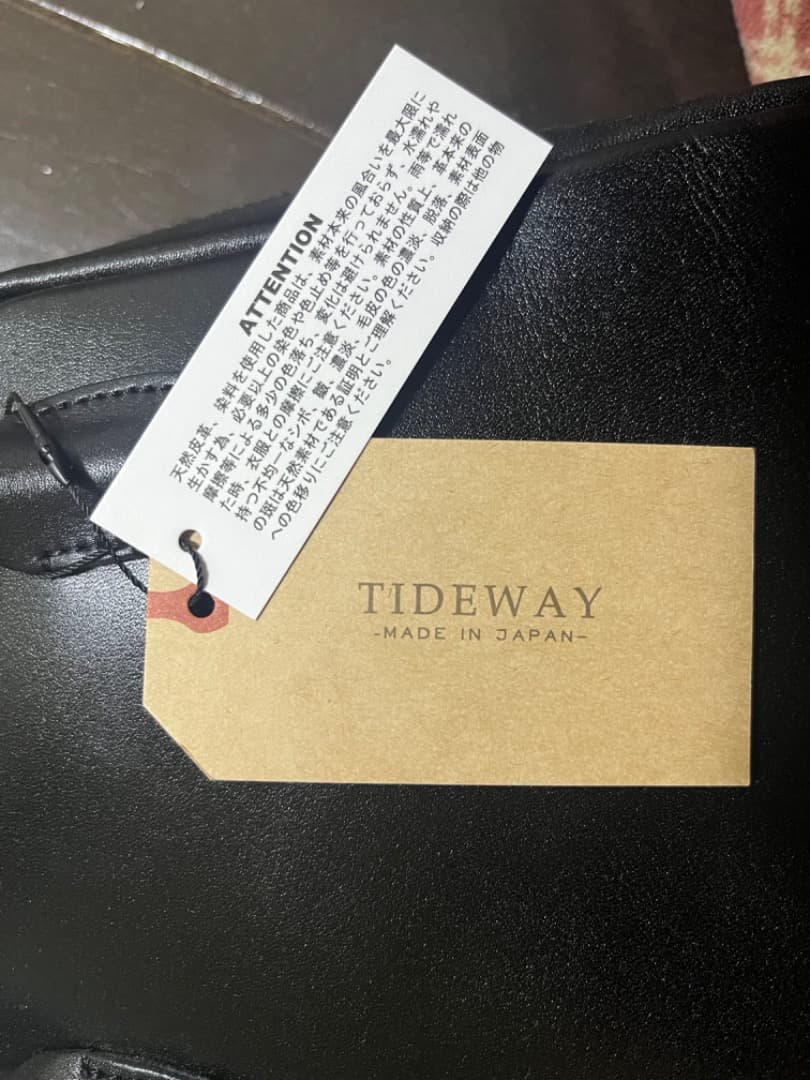 ATTENTION
天然皮革、染料を使用した商品は、素材本来の風合いを最大限に
生かす為、必要以上の染色や色止め等を行っておらず、水濡れや
摩擦等による多少の色落ち、変化は避けられません。雨等で濡れ
た時、衣服との摩擦にご注意ください。素材の性質上、革本来の
持つ不均一なシボ、皺、濃淡、毛皮の色の濃淡、脱落、素材表面
の斑は天然素材である証明とご理解ください。収納の際は他の物
への色移りにご注意ください。
TIDEWAY
-MADE IN JAPAN-